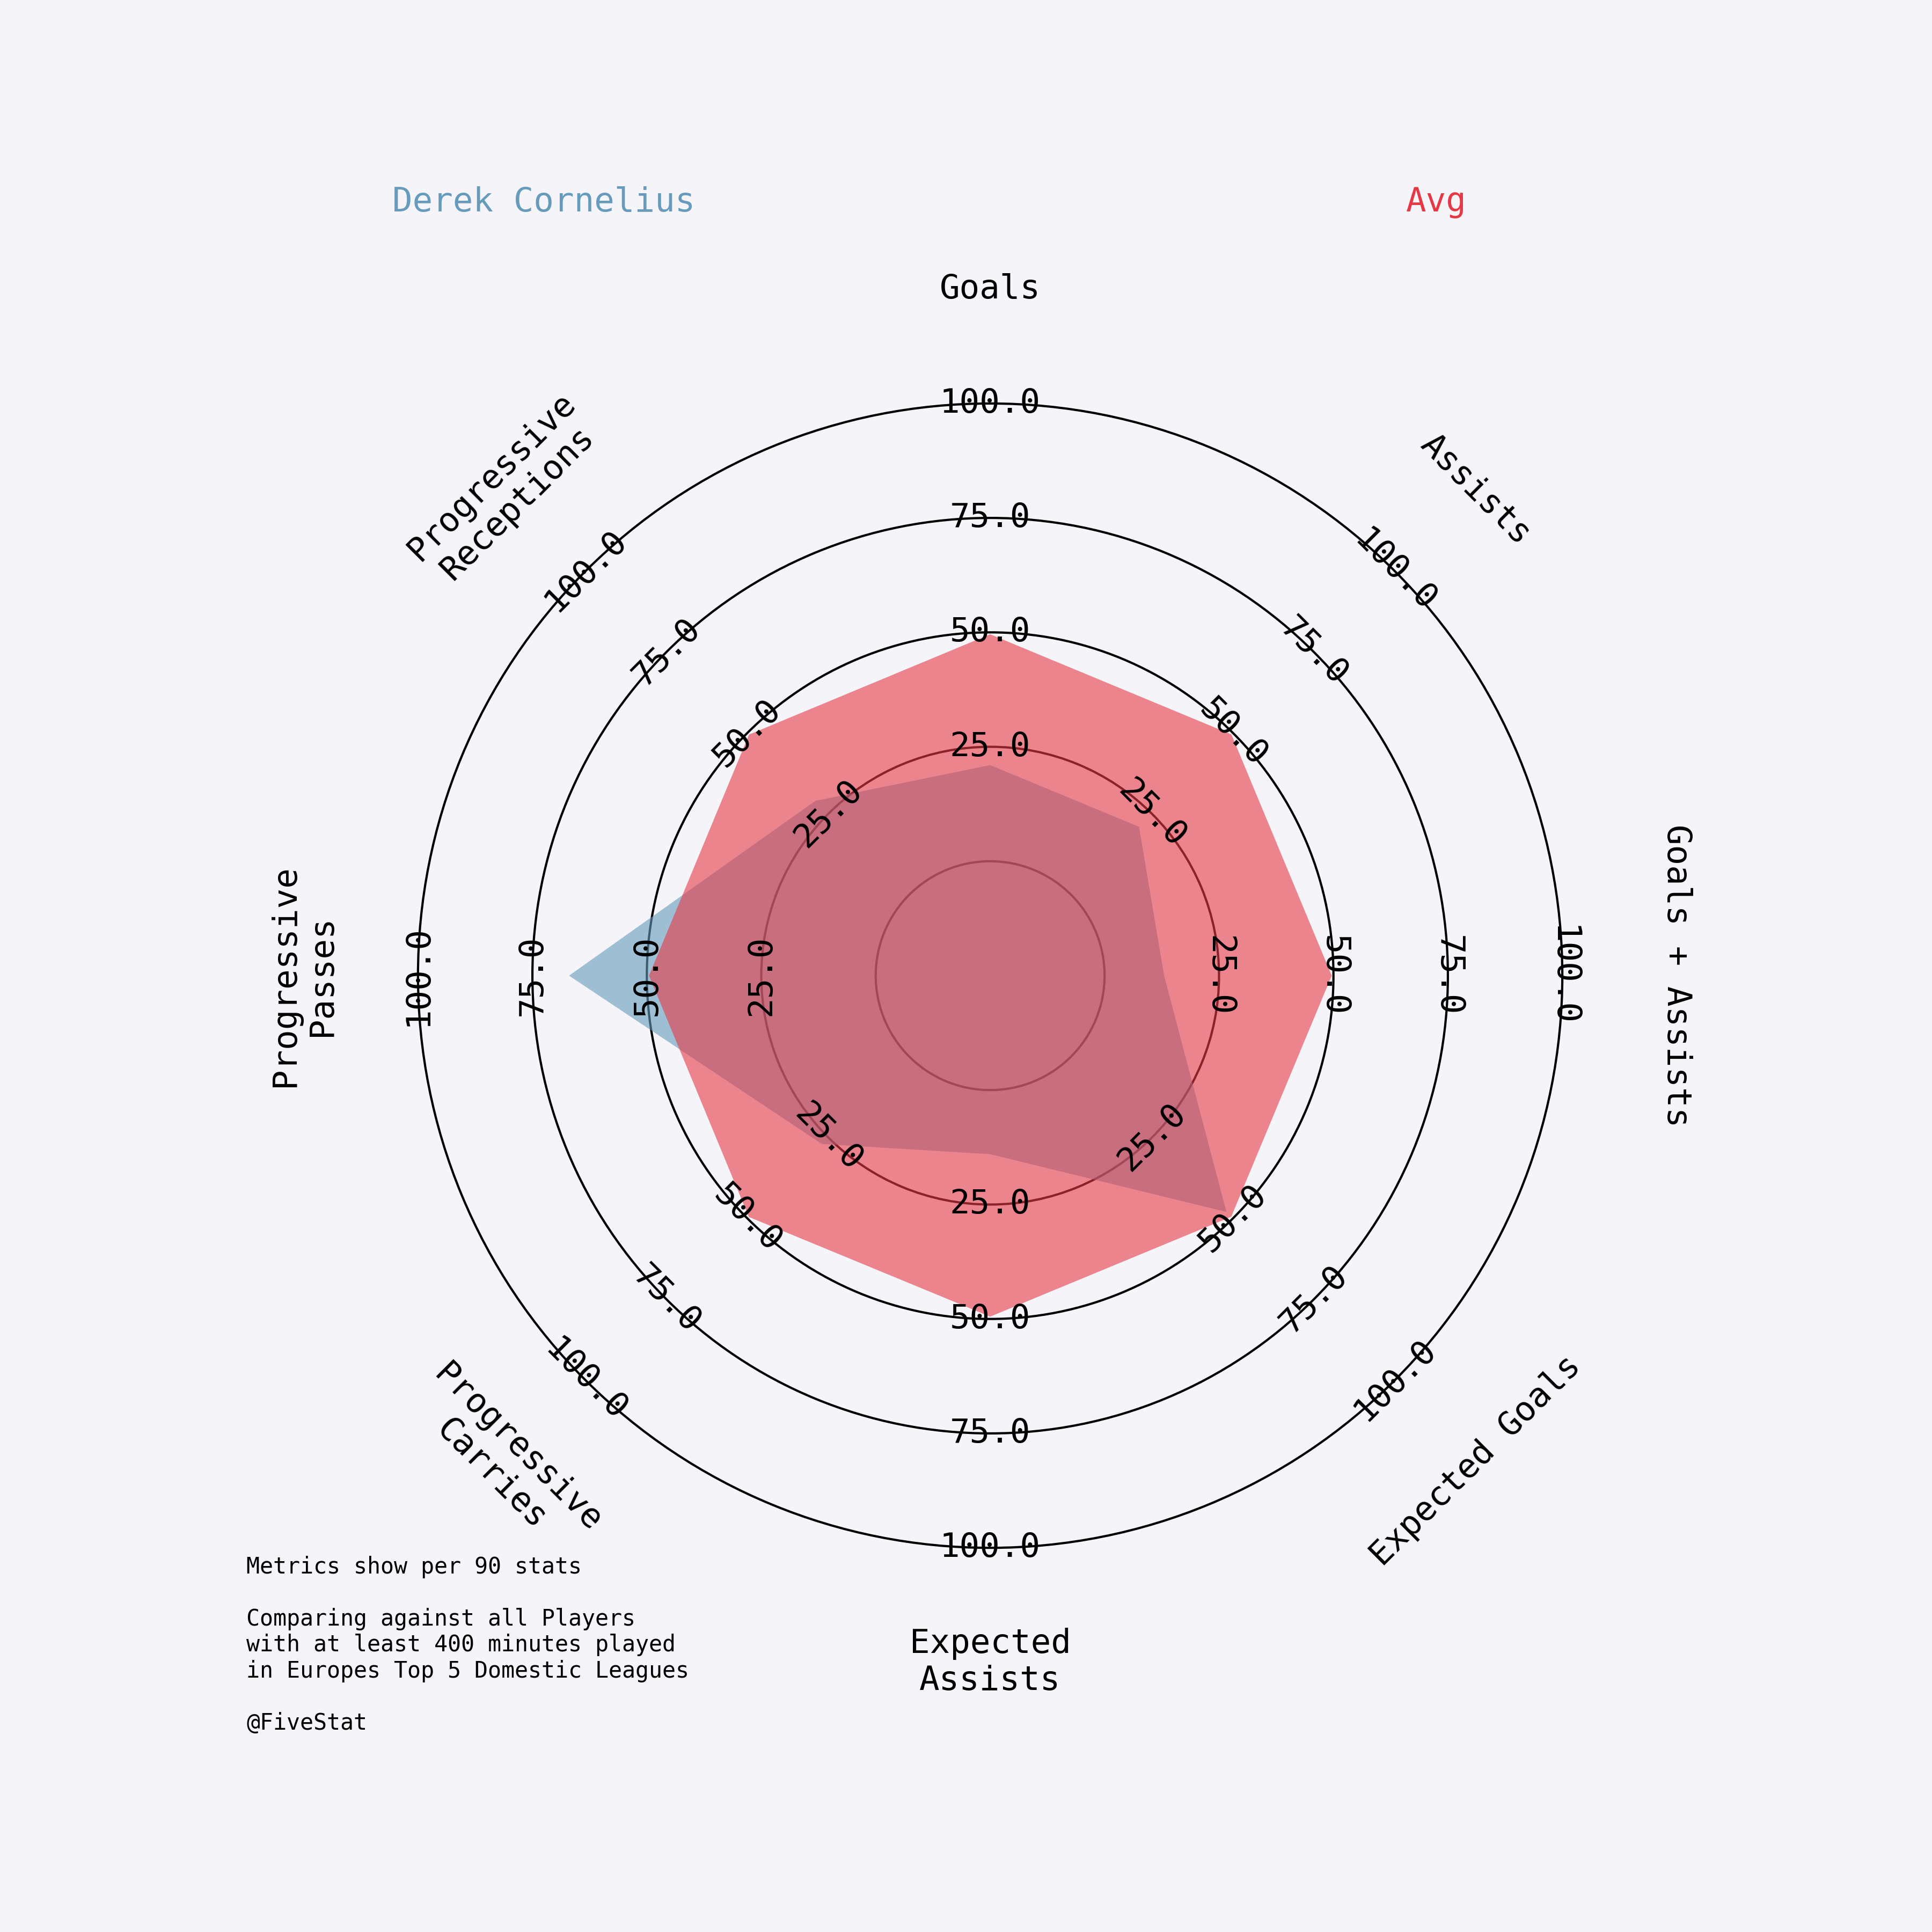 Derek Cornelius
Avg
Goals
Assists
Goals + Assists
Expected Goals
Expected
Assists
Progressive
Carries
Progressive
Passes
Progressive
Receptions
25.0
50.0
75.0
100.0
25.0
50.0
75.0
100.0
25.0
50.0
75.0
100.0
25.0
50.0
75.0
100.0
25.0
50.0
75.0
100.0
25.0
50.0
75.0
100.0
25.0
50.0
75.0
100.0
25.0
50.0
75.0
100.0
Metrics show per 90 stats
Comparing against all Players
with at least 400 minutes played
in Europes Top 5 Domestic Leagues
@FiveStat